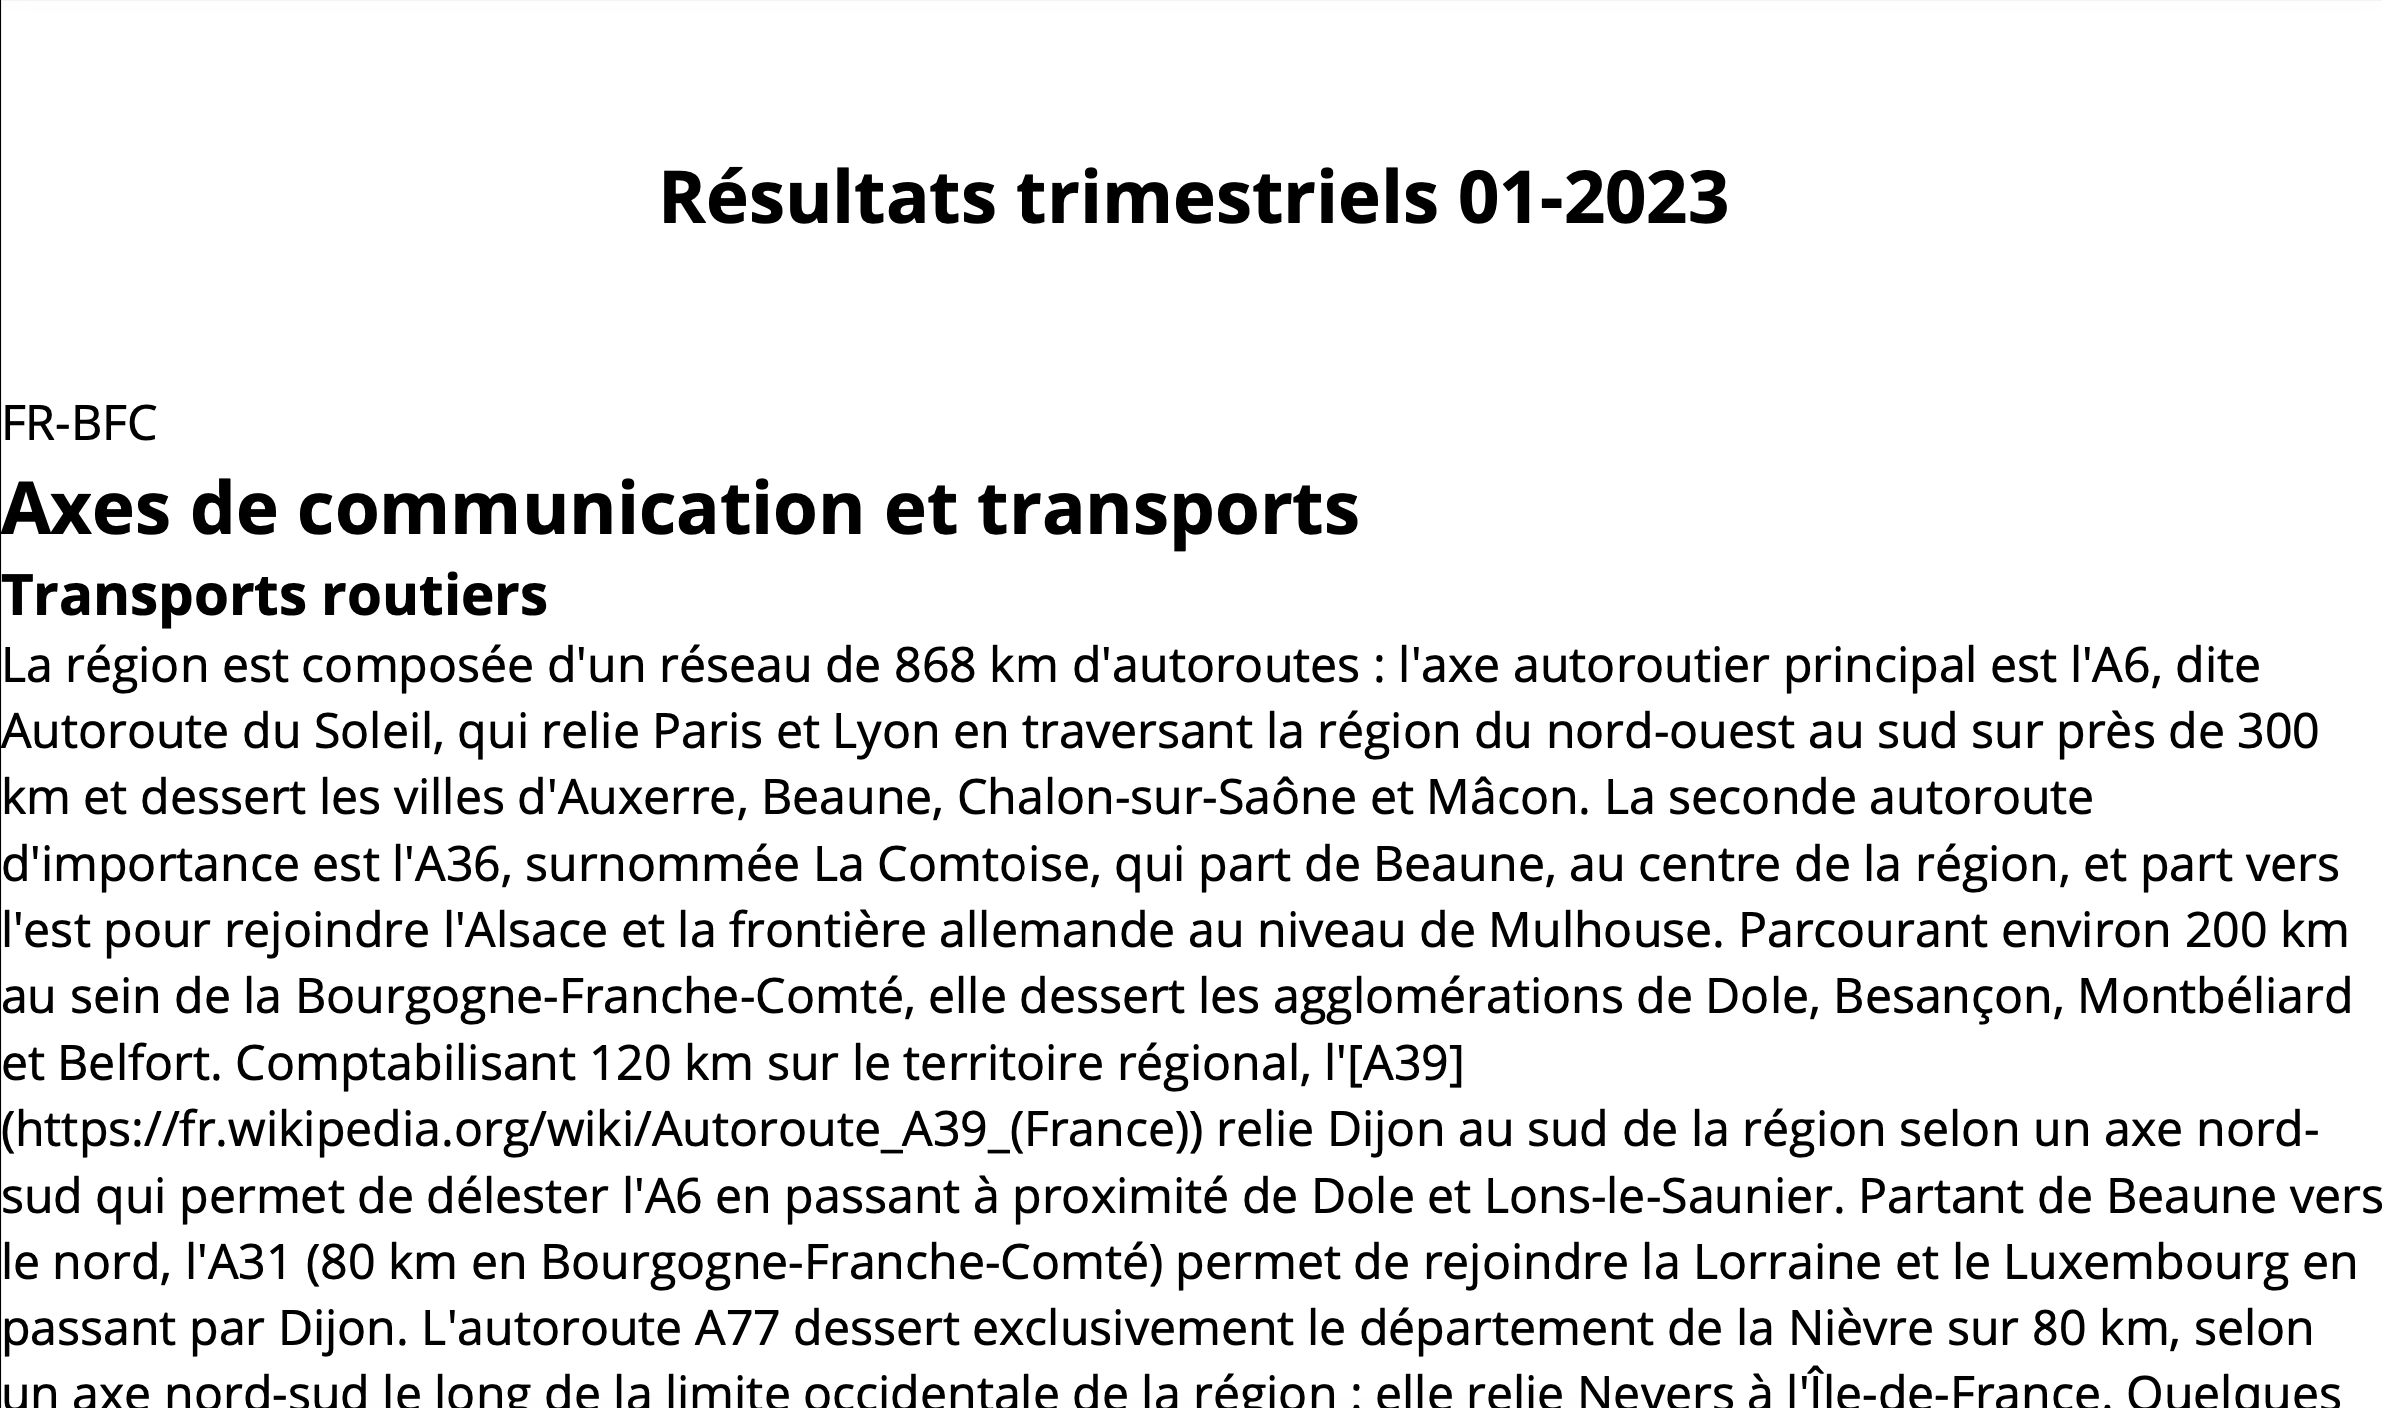 Résultats trimestriels 01-2023
FR-BFC
Axes de communication et transports
Transports routiers
La région est composée d'un réseau de 868 km d'autoroutes : l'axe autoroutier principal est l'A6, dite
Autoroute du Soleil, qui relie Paris et Lyon en traversant la région du nord-ouest au sud sur près de 300
km et dessert les villes d'Auxerre, Beaune, Chalon-sur-Saône et Mâcon. La seconde autoroute
d'importance est l'A36, surnommée La Comtoise, qui part de Beaune, au centre de la région, et part vers
l'est pour rejoindre l'Alsace et la frontière allemande au niveau de Mulhouse. Parcourant environ 200 km
au sein de la Bourgogne-Franche-Comté, elle dessert les agglomérations de Dole, Besançon, Montbéliard
et Belfort. Comptabilisant 120 km sur le territoire régional, l'[A39]
(https://fr.wikipedia.org/wiki/Autoroute_A39_(France)) relie Dijon au sud de la région selon un axe nord-
sud qui permet de délester l'A6 en passant à proximité de Dole et Lons-le-Saunier. Partant de Beaune vers
le nord, l'A31 (80 km en Bourgogne-Franche-Comté) permet de rejoindre la Lorraine et le Luxembourg en
passant par Dijon. L'autoroute A77 dessert exclusivement le département de la Nièvre sur 80 km, selon
un axe nord-sud le long de la limite occidentale de la région : elle relie Nevers à l'Île-de-France. Quelques